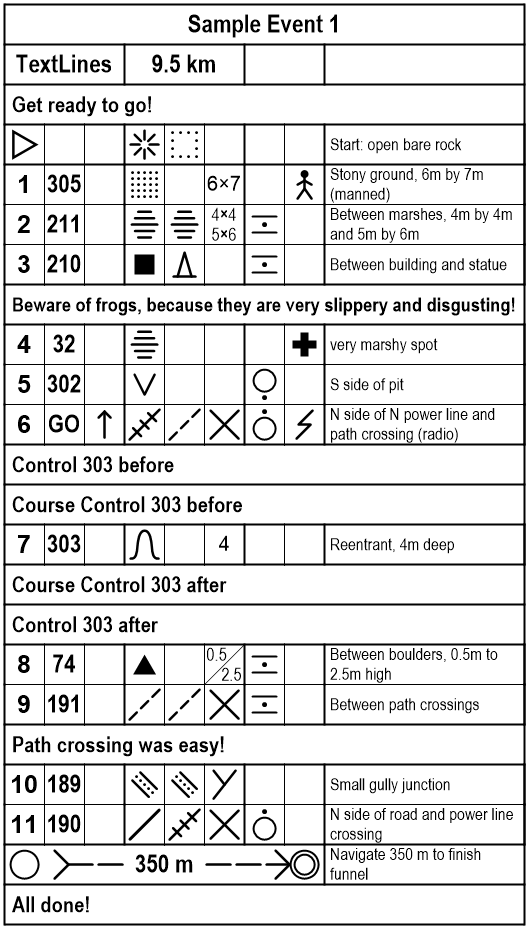 Sample Event 1
TextLines 9.5 km
Get ready to go!
Start: open bare rock
1 305 6×7 Stony ground, 6m by 7m
(manned)
2 211 4×4 Between marshes, 4m by 4m
5×6 and 5m by 6m
3 210 Between building and statue
Beware of frogs, because they are very slippery and disgusting!
4 32 very marshy spot
5 302 S side of pit
6 GO N side of N power line and
path crossing (radio)
Control 303 before
Course Control 303 before
7 303 4 Reentrant, 4m deep
Course Control 303 after
Control 303 after
8 74 0.5/2.5 Between boulders, 0.5m to
2.5m high
9 191 Between path crossings
Path crossing was easy!
10 189 Small gully junction
11 190 N side of road and power line
crossing
350 m Navigate 350 m to finish
funnel
All done!